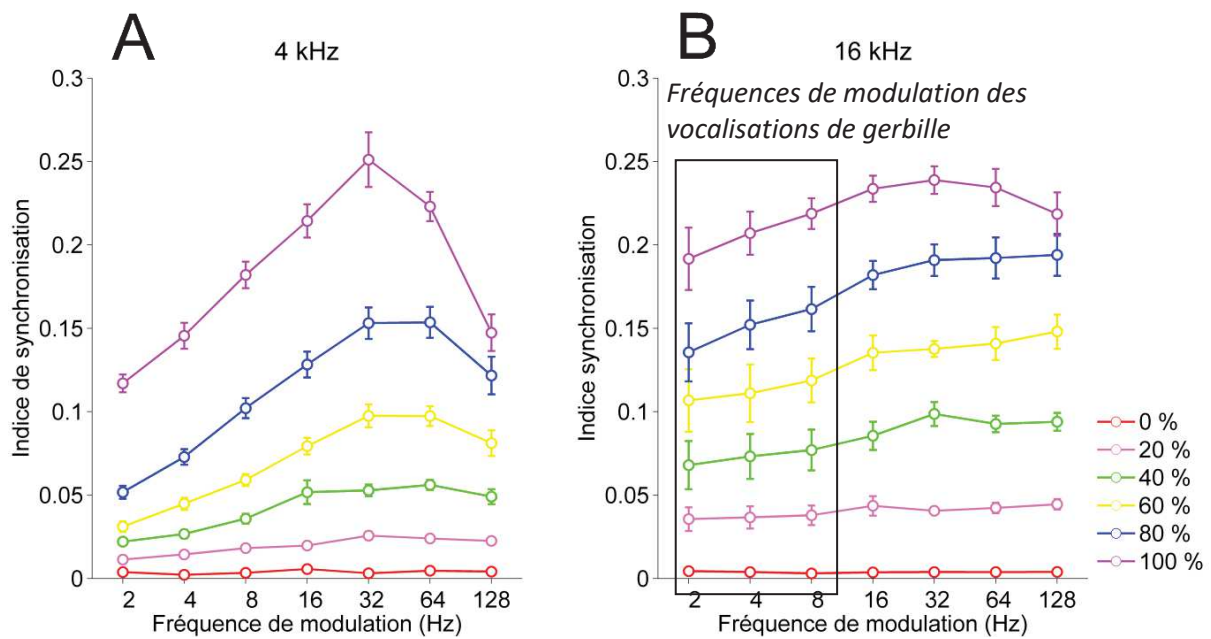 A
4 kHz
0.3
0.25
0.2
0.15
0.1
0.05
0
Indice de synchronisation
2 4 8 16 32 64 128
Fréquence de modulation (Hz)
B
16 kHz
Fréquences de modulation des
vocalisations de gerbille
0.3
0.25
0.2
0.15
0.1
0.05
0
Indice synchronisation
2 4 8 16 32 64 128
Fréquence de modulation (Hz)
0 %
20 %
40 %
60 %
80 %
100 %